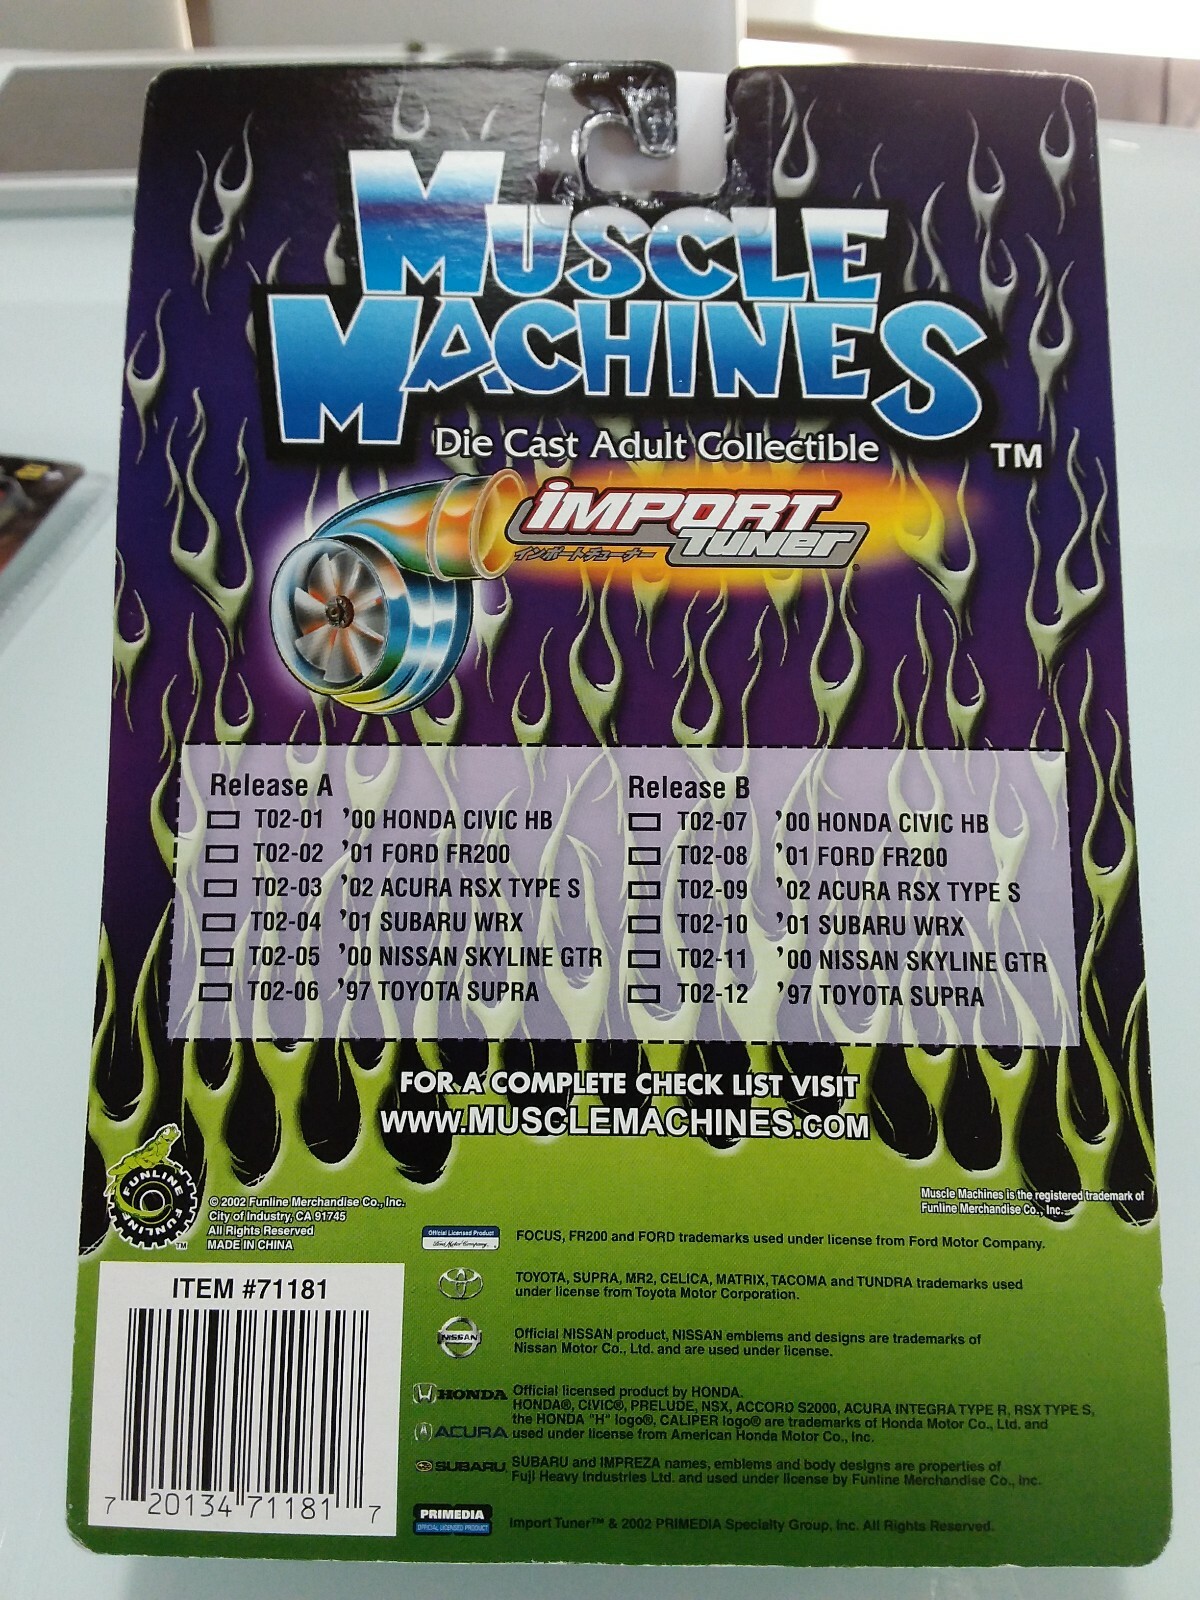 MUSCLE
MACHINES
TM
Die Cast Adult Collectible
IMPORT
TUNER
インポートチューナー
Release A
T02-01 '00 HONDA CIVIC HB
T02-02 '01 FORD FR200
T02-03 '02 ACURA RSX TYPE S
T02-04 '01 SUBARU WRX
T02-05 '00 NISSAN SKYLINE GTR
T02-06 '97 TOYOTA SUPRA
Release B
T02-07 '00 HONDA CIVIC HB
T02-08 '01 FORD FR200
T02-09 '02 ACURA RSX TYPE S
T02-10 '01 SUBARU WRX
T02-11 '00 NISSAN SKYLINE GTR
T02-12 '97 TOYOTA SUPRA
FOR A COMPLETE CHECK LIST VISIT
WWW.MUSCLEMACHINES.COM
FUNLINE FUNLINE
TM
© 2002 Funline Merchandise Co., Inc.
City of Industry, CA 91745
All Rights Reserved
MADE IN CHINA
Muscle Machines is the registered trademark of
Funline Merchandise Co., Inc.
Official Licensed Product
Ford Motor Company
FOCUS, FR200 and FORD trademarks used under license from Ford Motor Company.
TOYOTA, SUPRA, MR2, CELICA, MATRIX, TACOMA and TUNDRA trademarks used
under license from Toyota Motor Corporation.
NISSAN
Official NISSAN product, NISSAN emblems and designs are trademarks of
Nissan Motor Co., Ltd. and are used under license.
HONDA
ACURA
Official licensed product by HONDA.
HONDA®, CIVIC®, PRELUDE, NSX, ACCORD S2000, ACURA INTEGRA TYPE R, RSX TYPE S,
the HONDA "H" logo®, CALIPER logo® are trademarks of Honda Motor Co., Ltd. and
used under license from American Honda Motor Co., Inc.
SUBARU
SUBARU and IMPREZA names, emblems and body designs are properties of
Fuji Heavy Industries Ltd. and used under license by Funline Merchandise Co., Inc.
PRIMEDIA
OFFICIAL LICENSED PRODUCT
Import Tuner™ & 2002 PRIMEDIA Specialty Group, Inc. All Rights Reserved.
ITEM #71181
7 20134 71181 7